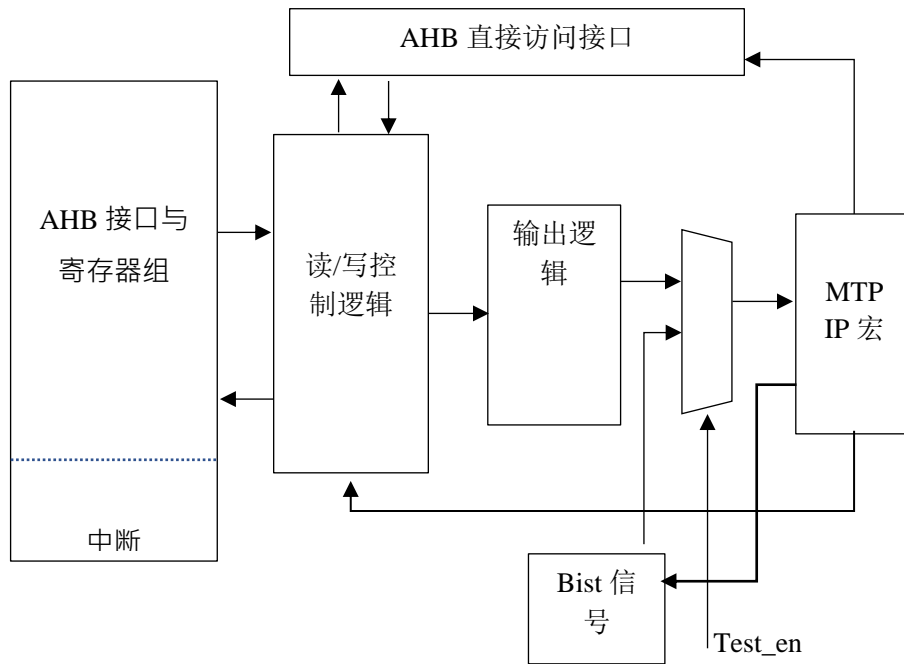 AHB 直接访问接口
AHB 接口与
寄存器组
中断
读/写控
制逻辑
输出逻
辑
MTP
IP 宏
Bist 信
号
Test_en